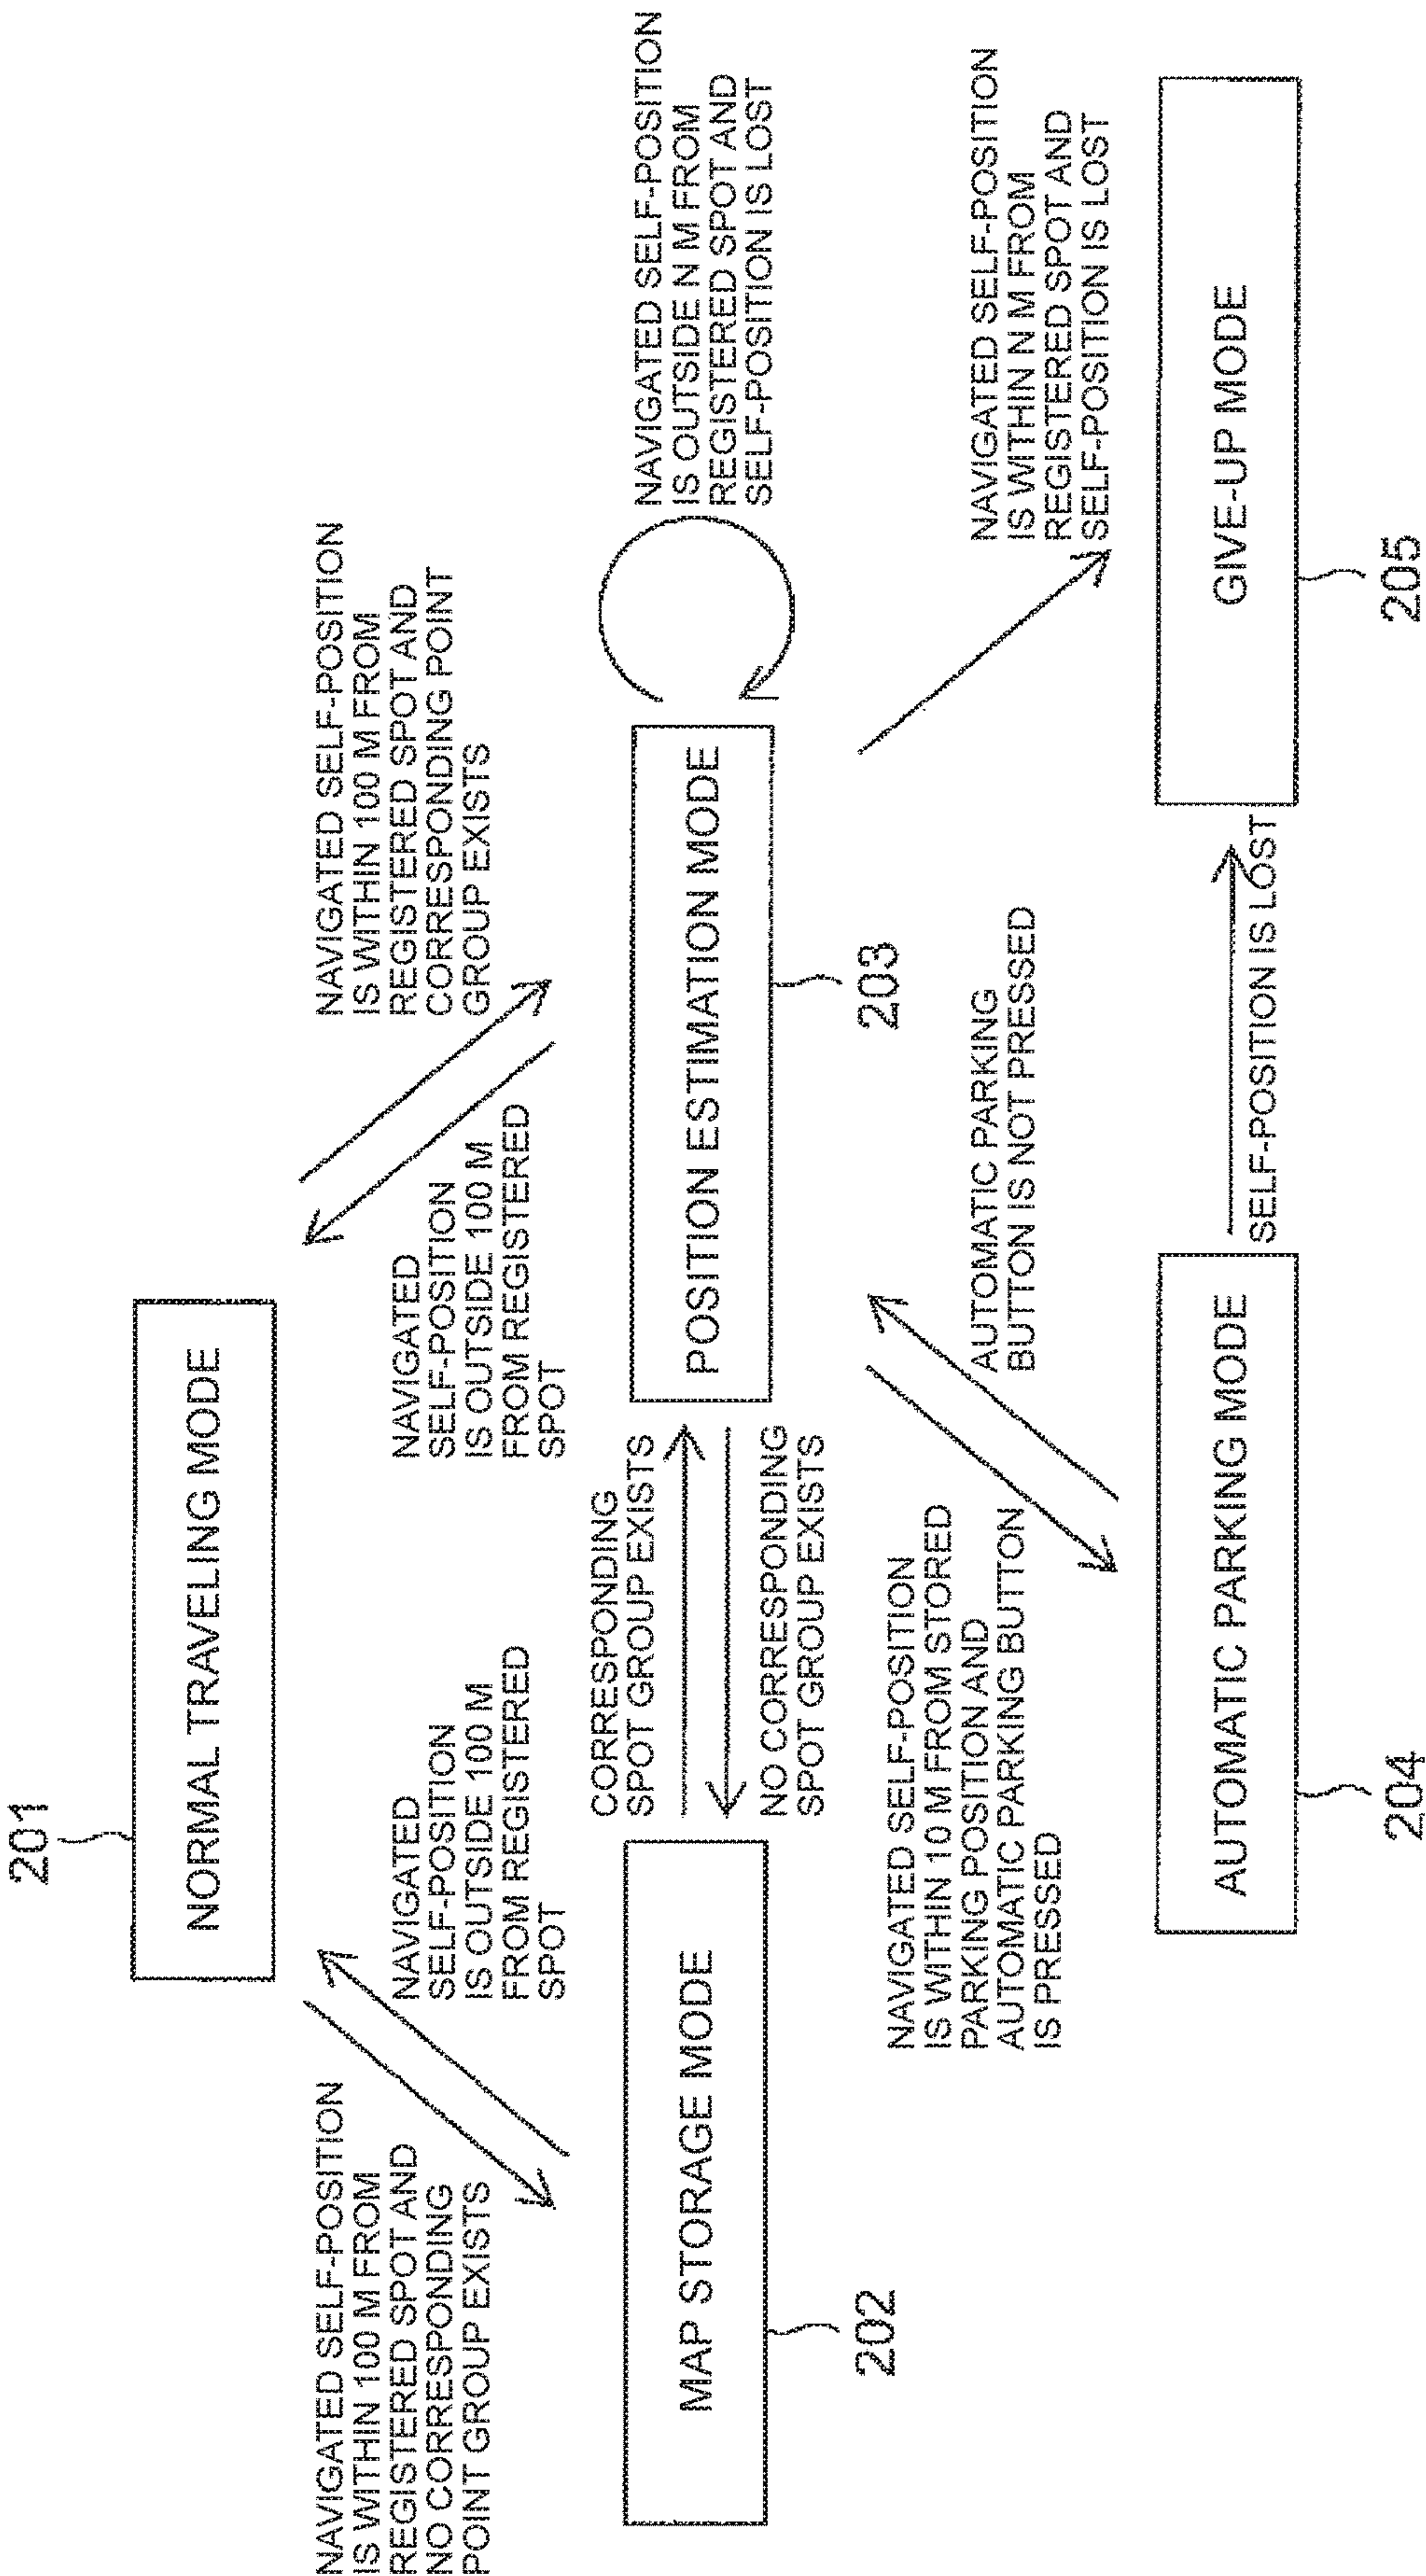 201
NORMAL TRAVELING MODE
NAVIGATED SELF-POSITION
IS WITHIN 100 M FROM
REGISTERED SPOT AND
NO CORRESPONDING
POINT GROUP EXISTS
NAVIGATED
SELF-POSITION
IS OUTSIDE 100 M
FROM REGISTERED
SPOT
NAVIGATED
SELF-POSITION
IS OUTSIDE 100 M
FROM REGISTERED
SPOT
NAVIGATED SELF-POSITION
IS WITHIN 100 M FROM
REGISTERED SPOT AND
CORRESPONDING POINT
GROUP EXISTS
MAP STORAGE MODE
202
CORRESPONDING
SPOT GROUP EXISTS
NO CORRESPONDING
SPOT GROUP EXISTS
POSITION ESTIMATION MODE
203
NAVIGATED SELF-POSITION
IS OUTSIDE N M FROM
REGISTERED SPOT AND
SELF-POSITION IS LOST
NAVIGATED SELF-POSITION
IS WITHIN 10 M FROM STORED
PARKING POSITION AND
AUTOMATIC PARKING BUTTON
IS PRESSED
AUTOMATIC PARKING
BUTTON IS NOT PRESSED
NAVIGATED SELF-POSITION
IS WITHIN N M FROM
REGISTERED SPOT AND
SELF-POSITION IS LOST
AUTOMATIC PARKING MODE
204
SELF-POSITION IS LOST
GIVE-UP MODE
205